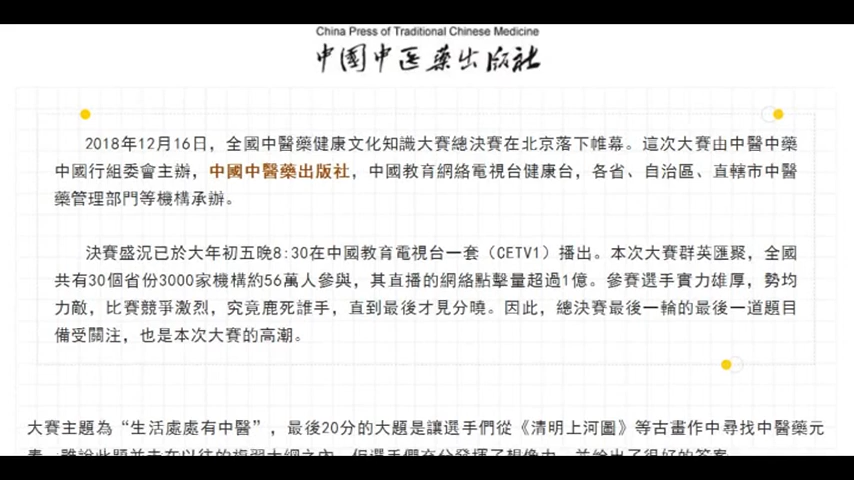 China Press of Traditional Chinese Medicine
中國中医藥出版社
2018年12月16日，全國中醫藥健康文化知識大賽總決賽在北京落下帷幕。這次大賽由中醫中藥
中國行組委會主辦，中國中醫藥出版社，中國教育網絡電視台健康台，各省、自治區、直轄市中醫
藥管理部門等機構承辦。
決賽盛況已於大年初五晚8:30在中國教育電視台一套（CETV1）播出。本次大賽群英匯聚，全國
共有30個省份3000家機構約56萬人參與，其直播的網絡點擊量超過1億。參賽選手實力雄厚，勢均
力敵，比賽競爭激烈，究竟鹿死誰手，直到最後才見分曉。因此，總決賽最後一輪的最後一道題目
備受關注，也是本次大賽的高潮。
大賽主題為“生活處處有中醫”，最後20分的大題是讓選手們從《清明上河圖》等古畫作中尋找中醫藥元